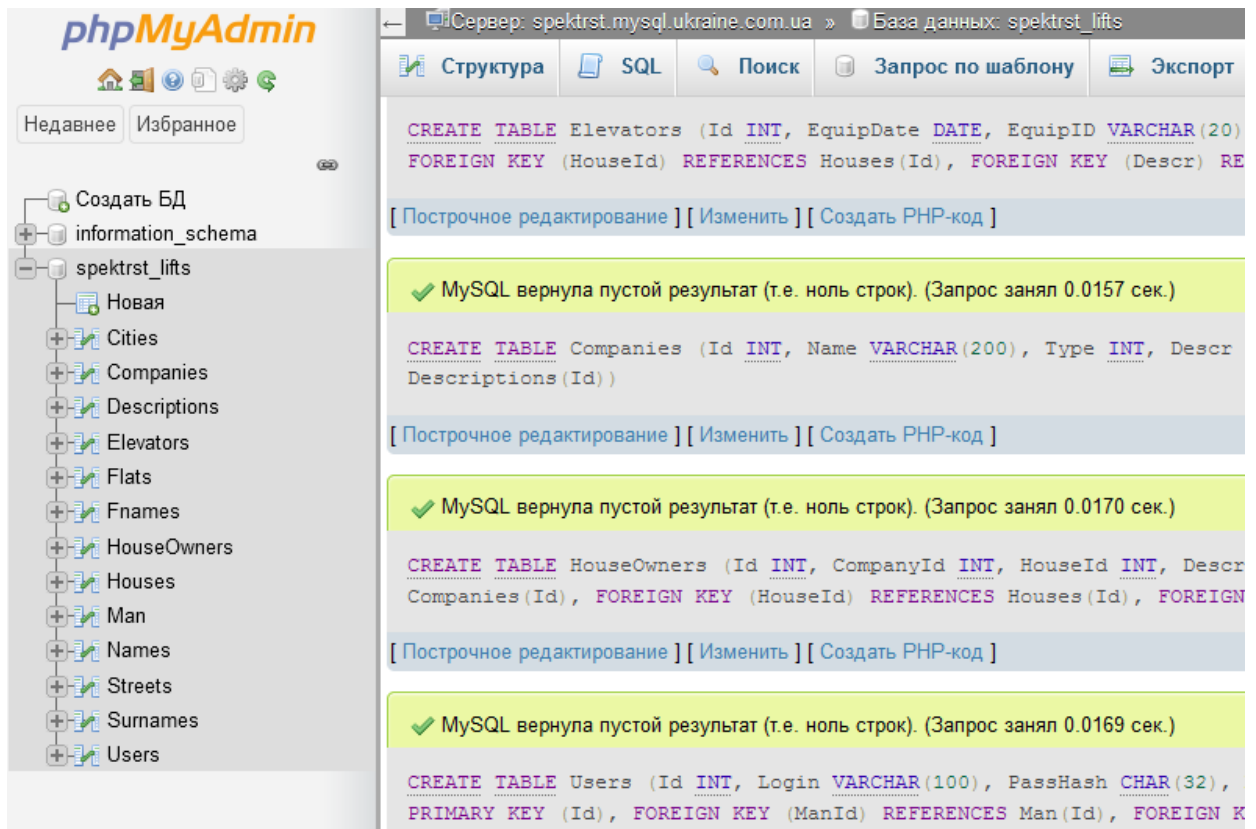 phpMyAdmin
Недавнее Избранное
Создать БД
information_schema
spektrst_lifts
Новая
Cities
Companies
Descriptions
Elevators
Flats
Fnames
HouseOwners
Houses
Man
Names
Streets
Surnames
Users
← Сервер: spektrst.mysql.ukraine.com.ua » База данных: spektrst_lifts
Структура SQL Поиск Запрос по шаблону Экспорт
CREATE TABLE Elevators (Id INT, EquipDate DATE, EquipID VARCHAR(20)
FOREIGN KEY (HouseId) REFERENCES Houses(Id), FOREIGN KEY (Descr) RE
[ Построчное редактирование ] [ Изменить ] [ Создать PHP-код ]
MySQL вернула пустой результат (т.е. ноль строк). (Запрос занял 0.0157 сек.)
CREATE TABLE Companies (Id INT, Name VARCHAR(200), Type INT, Descr
Descriptions(Id))
[ Построчное редактирование ] [ Изменить ] [ Создать PHP-код ]
MySQL вернула пустой результат (т.е. ноль строк). (Запрос занял 0.0170 сек.)
CREATE TABLE HouseOwners (Id INT, CompanyId INT, HouseId INT, Descr
Companies(Id), FOREIGN KEY (HouseId) REFERENCES Houses(Id), FOREIGN
[ Построчное редактирование ] [ Изменить ] [ Создать PHP-код ]
MySQL вернула пустой результат (т.е. ноль строк). (Запрос занял 0.0169 сек.)
CREATE TABLE Users (Id INT, Login VARCHAR(100), PassHash CHAR(32),
PRIMARY KEY (Id), FOREIGN KEY (ManId) REFERENCES Man(Id), FOREIGN K